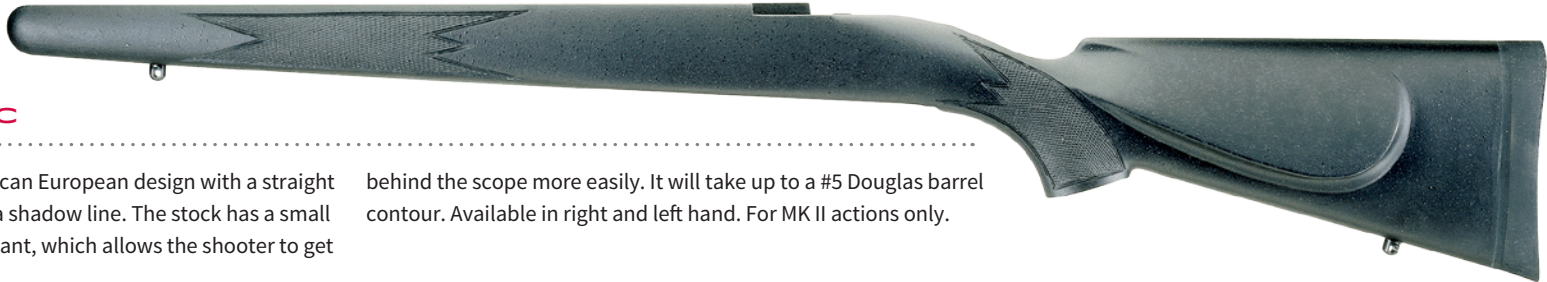 C
can European design with a straight
a shadow line. The stock has a small
ant, which allows the shooter to get
behind the scope more easily. It will take up to a #5 Douglas barrel
contour. Available in right and left hand. For MK II actions only.